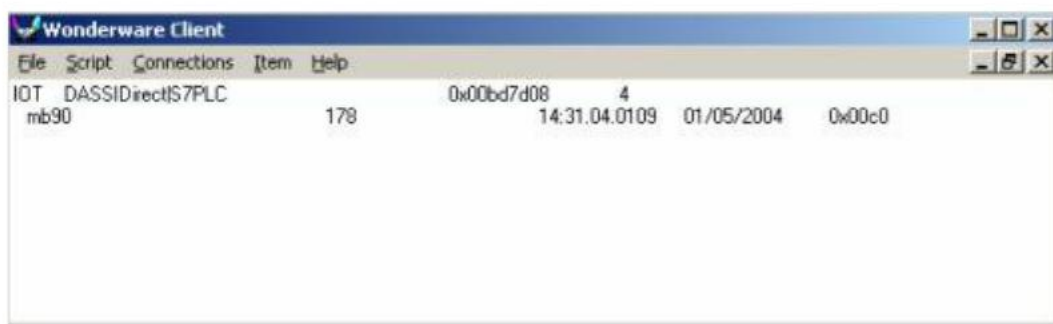 Wonderware Client
File Script Connections Item Help
IOT DASSIDirect|S7PLC 0x00bd7d08 4
mb90 178 14:31.04.0109 01/05/2004 0x00c0